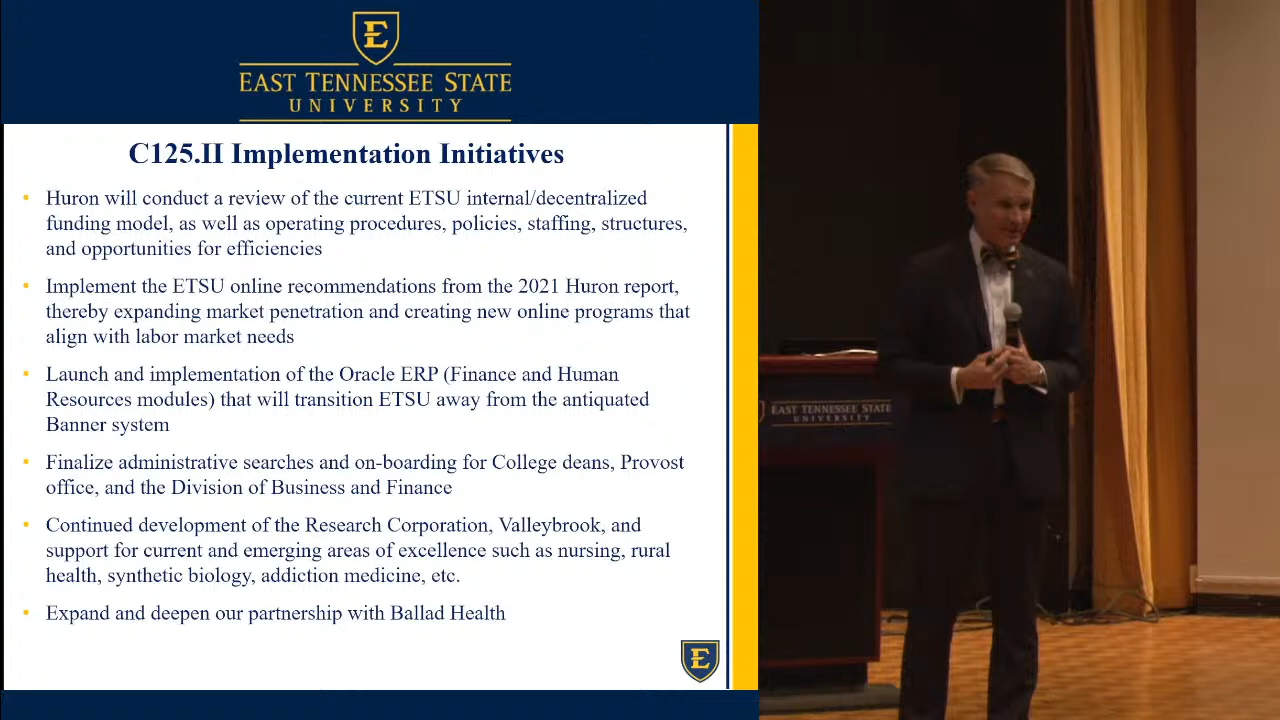 E
EAST TENNESSEE STATE
UNIVERSITY
C125.II Implementation Initiatives
• Huron will conduct a review of the current ETSU internal/decentralized
funding model, as well as operating procedures, policies, staffing, structures,
and opportunities for efficiencies
• Implement the ETSU online recommendations from the 2021 Huron report,
thereby expanding market penetration and creating new online programs that
align with labor market needs
• Launch and implementation of the Oracle ERP (Finance and Human
Resources modules) that will transition ETSU away from the antiquated
Banner system
• Finalize administrative searches and on-boarding for College deans, Provost
office, and the Division of Business and Finance
• Continued development of the Research Corporation, Valleybrook, and
support for current and emerging areas of excellence such as nursing, rural
health, synthetic biology, addiction medicine, etc.
• Expand and deepen our partnership with Ballad Health
E
EAST TENNESSEE STATE
UNIVERSITY